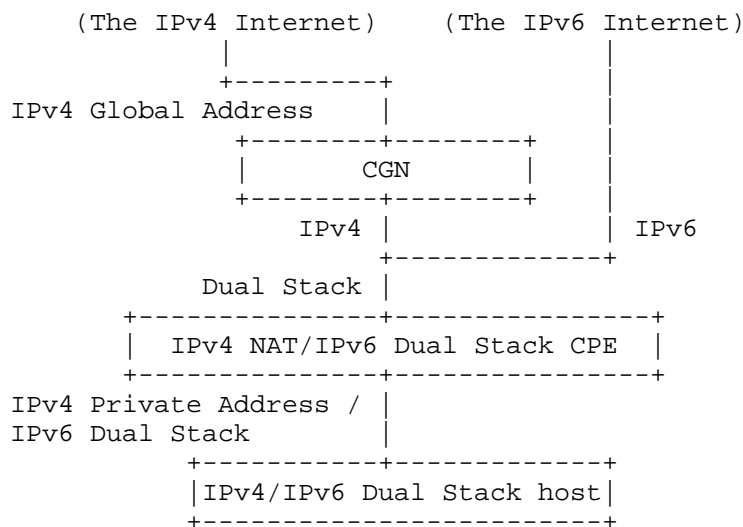 (The IPv4 Internet) (The IPv6 Internet)
IPv4 Global Address
CGN
IPv4 IPv6
Dual Stack
IPv4 NAT/IPv6 Dual Stack CPE
IPv4 Private Address /
IPv6 Dual Stack
IPv4/IPv6 Dual Stack host